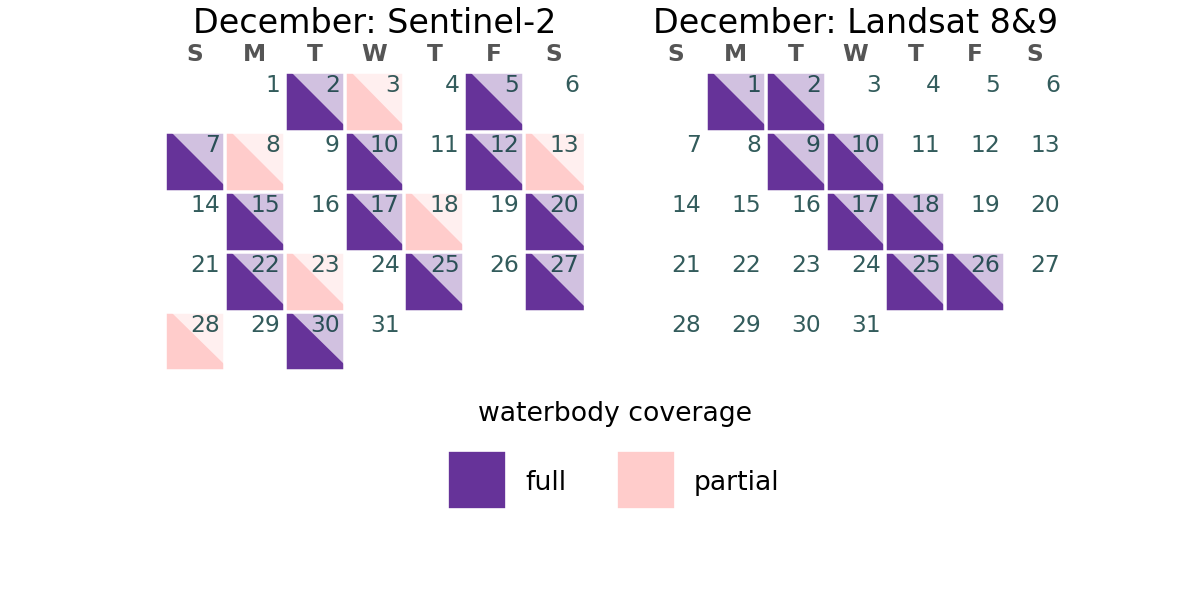 December: Sentinel-2
S M T W T F S
1 2 3 4 5 6
7 8 9 10 11 12 13
14 15 16 17 18 19 20
21 22 23 24 25 26 27
28 29 30 31
December: Landsat 8&9
S M T W T F S
1 2 3 4 5 6
7 8 9 10 11 12 13
14 15 16 17 18 19 20
21 22 23 24 25 26 27
28 29 30 31
waterbody coverage
full partial